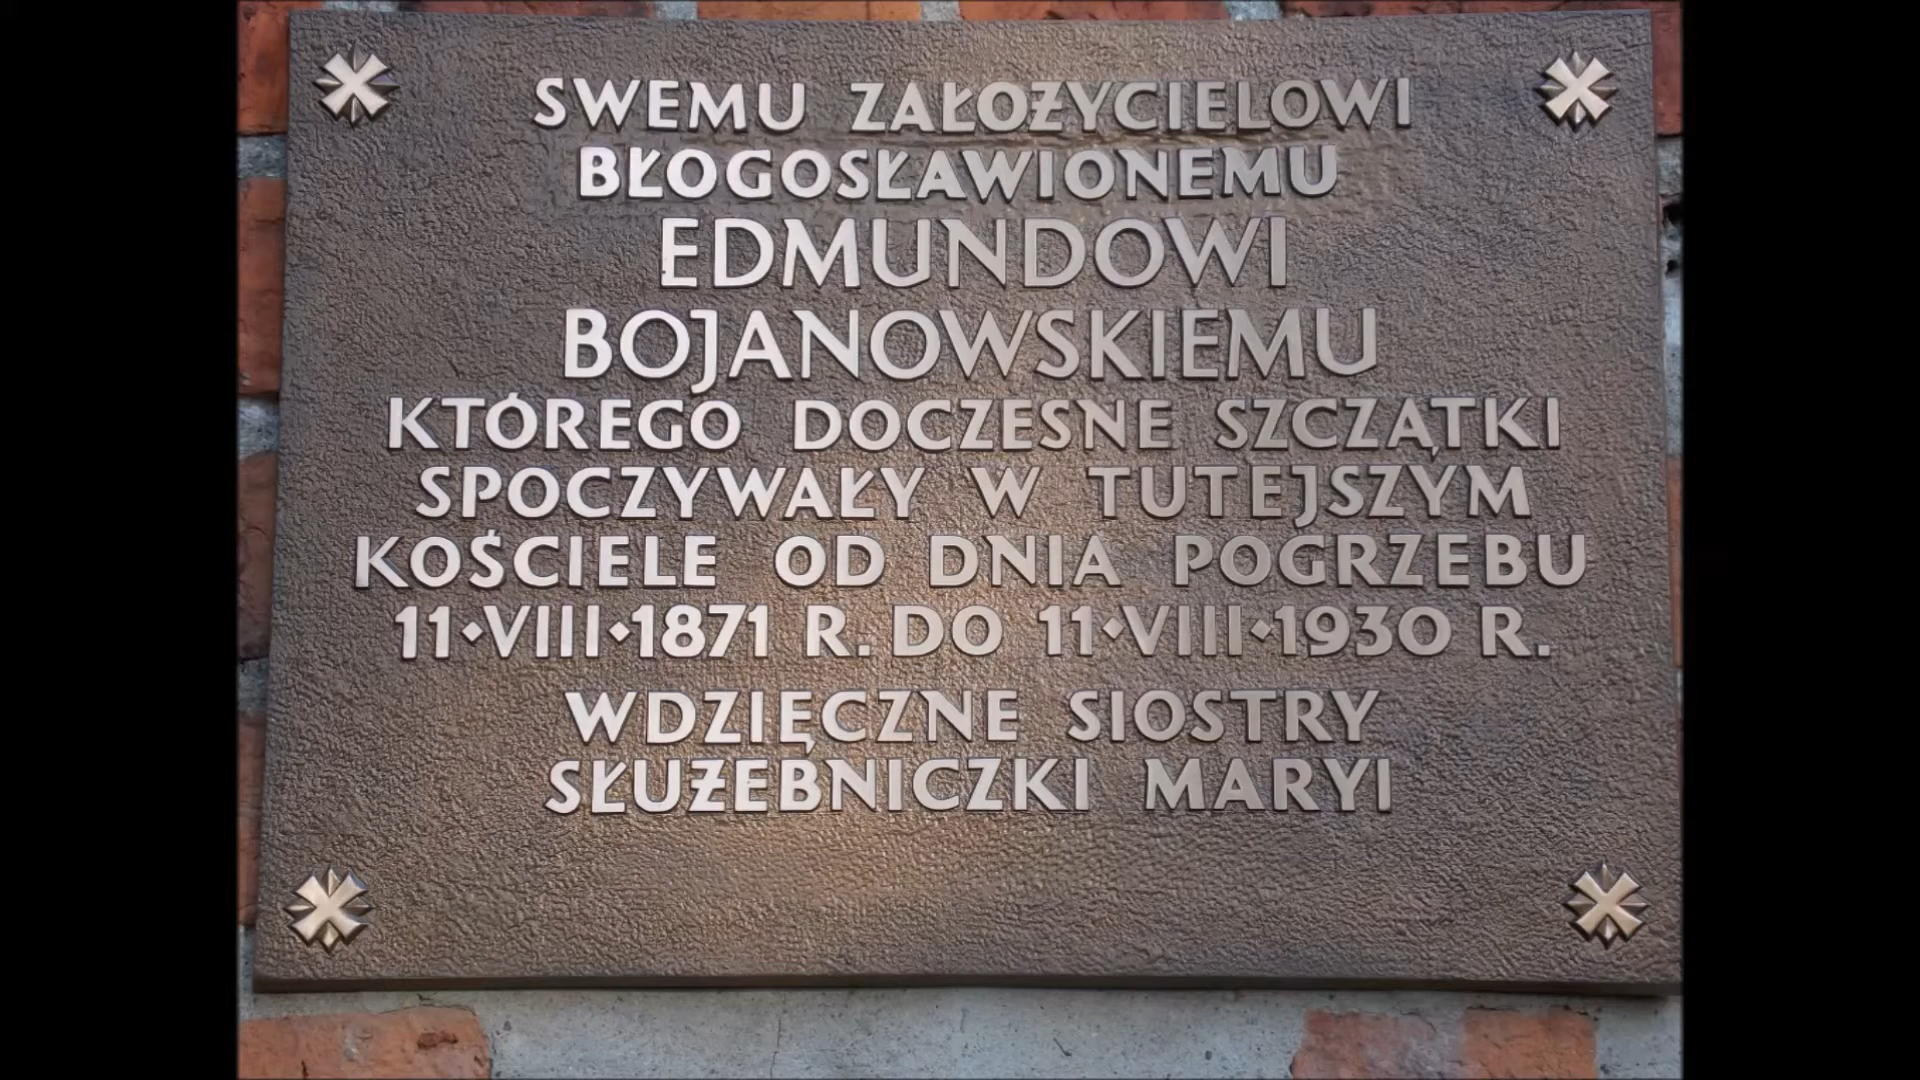 SWEMU ZAŁOŻYCIELOWI
BŁOGOSŁAWIONEMU
EDMUNDOWI
BOJANOWSKIEMU
KTÓREGO DOCZESNE SZCZĄTKI
SPOCZYWAŁY W TUTEJSZYM
KOŚCIELE OD DNIA POGRZEBU
11·VIII·1871 R. DO 11·VIII·1930 R.
WDZIĘCZNE SIOSTRY
SŁUŻEBNICZKI MARYI